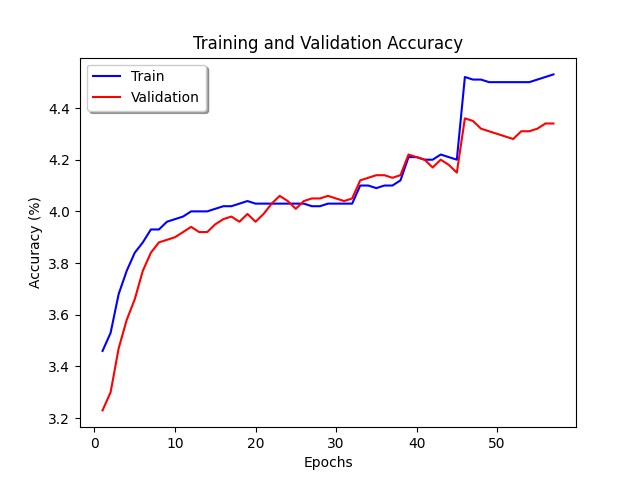 Training and Validation Accuracy
Train
Validation
4.4
4.2
4.0
3.8
3.6
3.4
3.2
Accuracy (%)
0 10 20 30 40 50
Epochs